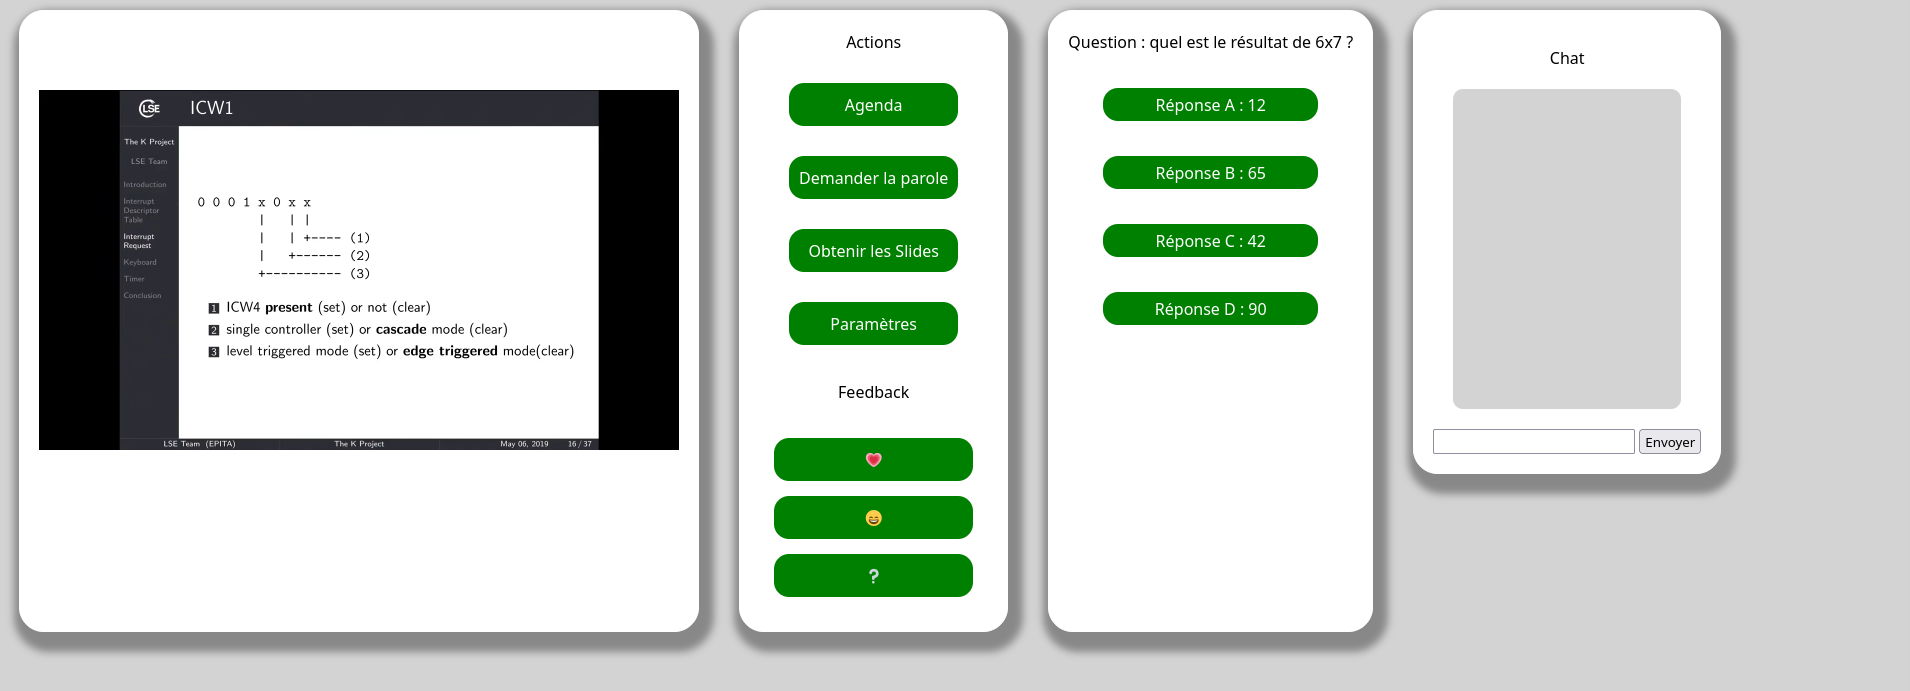 LSE
ICW1
The K Project
LSE Team
Introduction
Interrupt
Descriptor
Table
Interrupt
Request
Keyboard
Timer
Conclusion
0 0 0 1 x 0 x x
| | |
| | +---- (1)
| +------ (2)
+---------- (3)
1 ICW4 present (set) or not (clear)
2 single controller (set) or cascade mode (clear)
3 level triggered mode (set) or edge triggered mode(clear)
LSE Team (EPITA) The K Project May 06, 2019 16 / 37
Actions
Agenda
Demander la parole
Obtenir les Slides
Paramètres
Feedback
?
Question : quel est le résultat de 6x7 ?
Réponse A : 12
Réponse B : 65
Réponse C : 42
Réponse D : 90
Chat
Envoyer